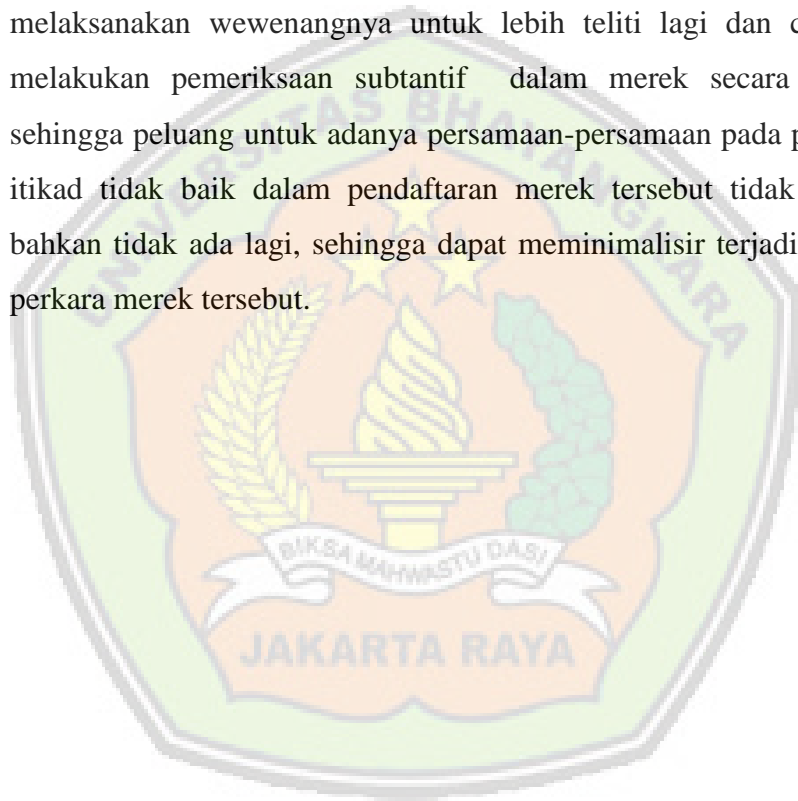 melaksanakan wewenangnya untuk lebih teliti lagi dan
melakukan pemeriksaan subtantif dalam merek secara
sehingga peluang untuk adanya persamaan-persamaan pada
itikad tidak baik dalam pendaftaran merek tersebut tidak
bahkan tidak ada lagi, sehingga dapat meminimalisir
perkara merek tersebut.
UNIVERSITAS BHAYANGKARA
BIKSA MAHWASTU DASI
JAKARTA RAYA